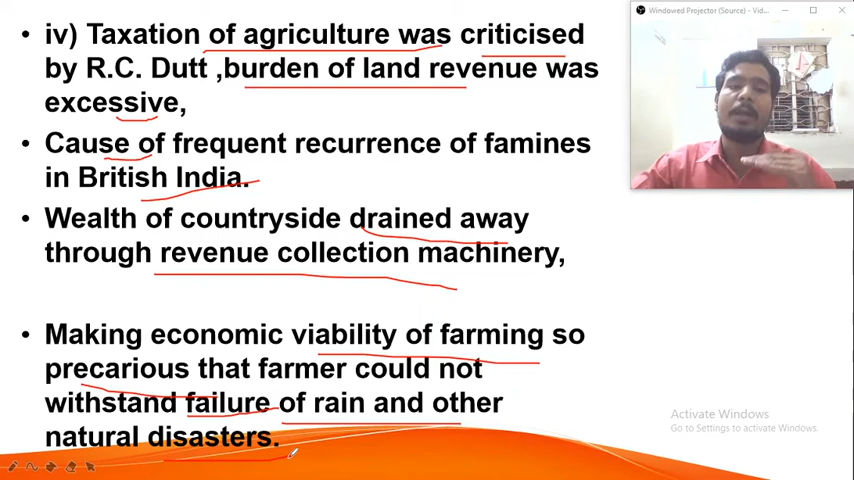 • iv) Taxation of agriculture was criticised
by R.C. Dutt ,burden of land revenue was
excessive,
• Cause of frequent recurrence of famines
in British India.
• Wealth of countryside drained away
through revenue collection machinery,
• Making economic viability of farming so
precarious that farmer could not
withstand failure of rain and other
natural disasters.
Windowed Projector (Source) - Vid...
Activate Windows
Go to Settings to activate Windows.